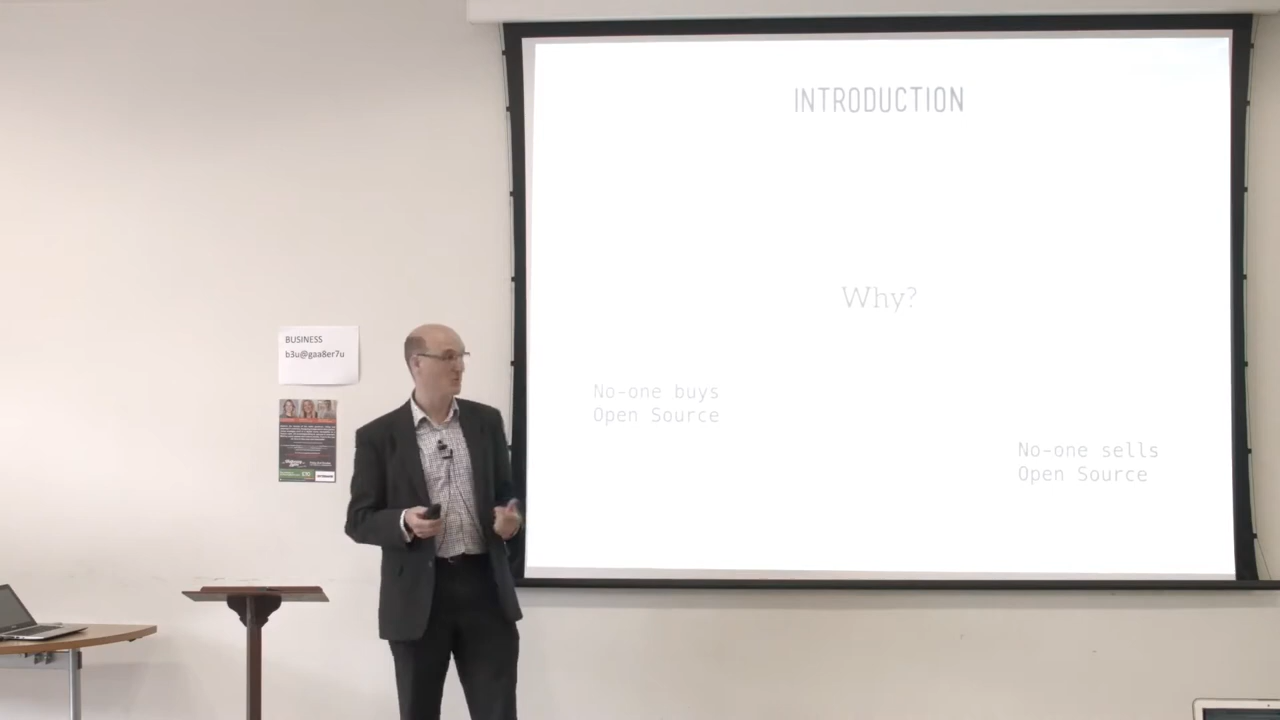 INTRODUCTION
Why?
No-one buys
Open Source
No-one sells
Open Source
BUSINESS
b3u@gaa8er7u